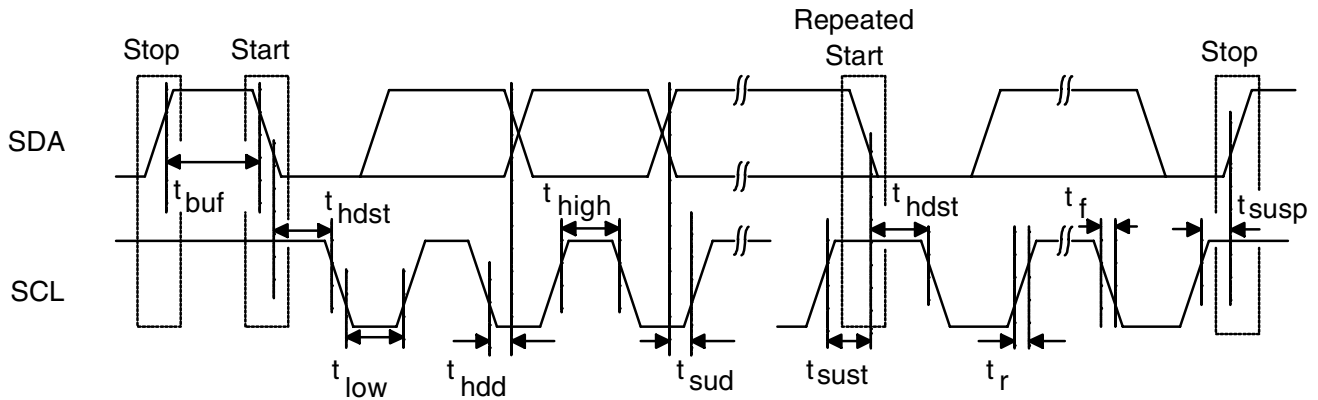 Repeated
Stop Start Start Stop
SDA
t buf t hdst t high t hdst t f t susp
SCL
t low t hdd t sud t sust t r